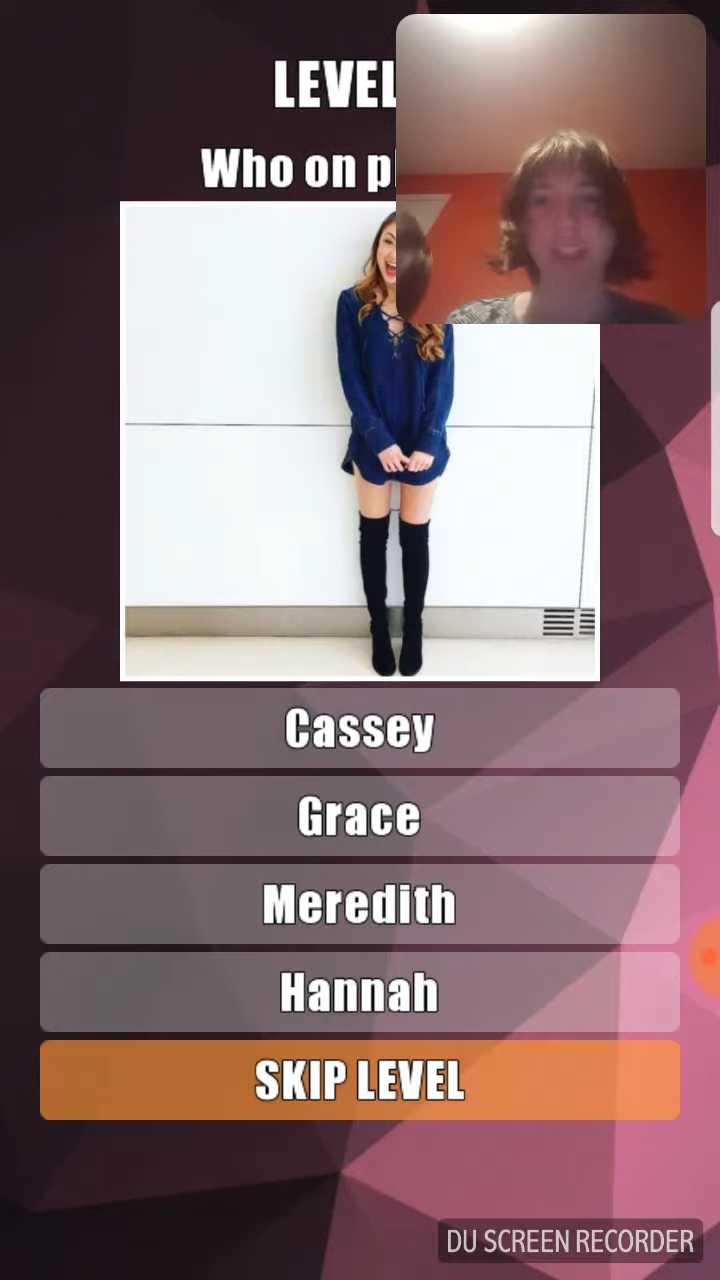 LEVEL
Who on
Cassey
Grace
Meredith
Hannah
SKIP LEVEL
DU SCREEN RECORDER